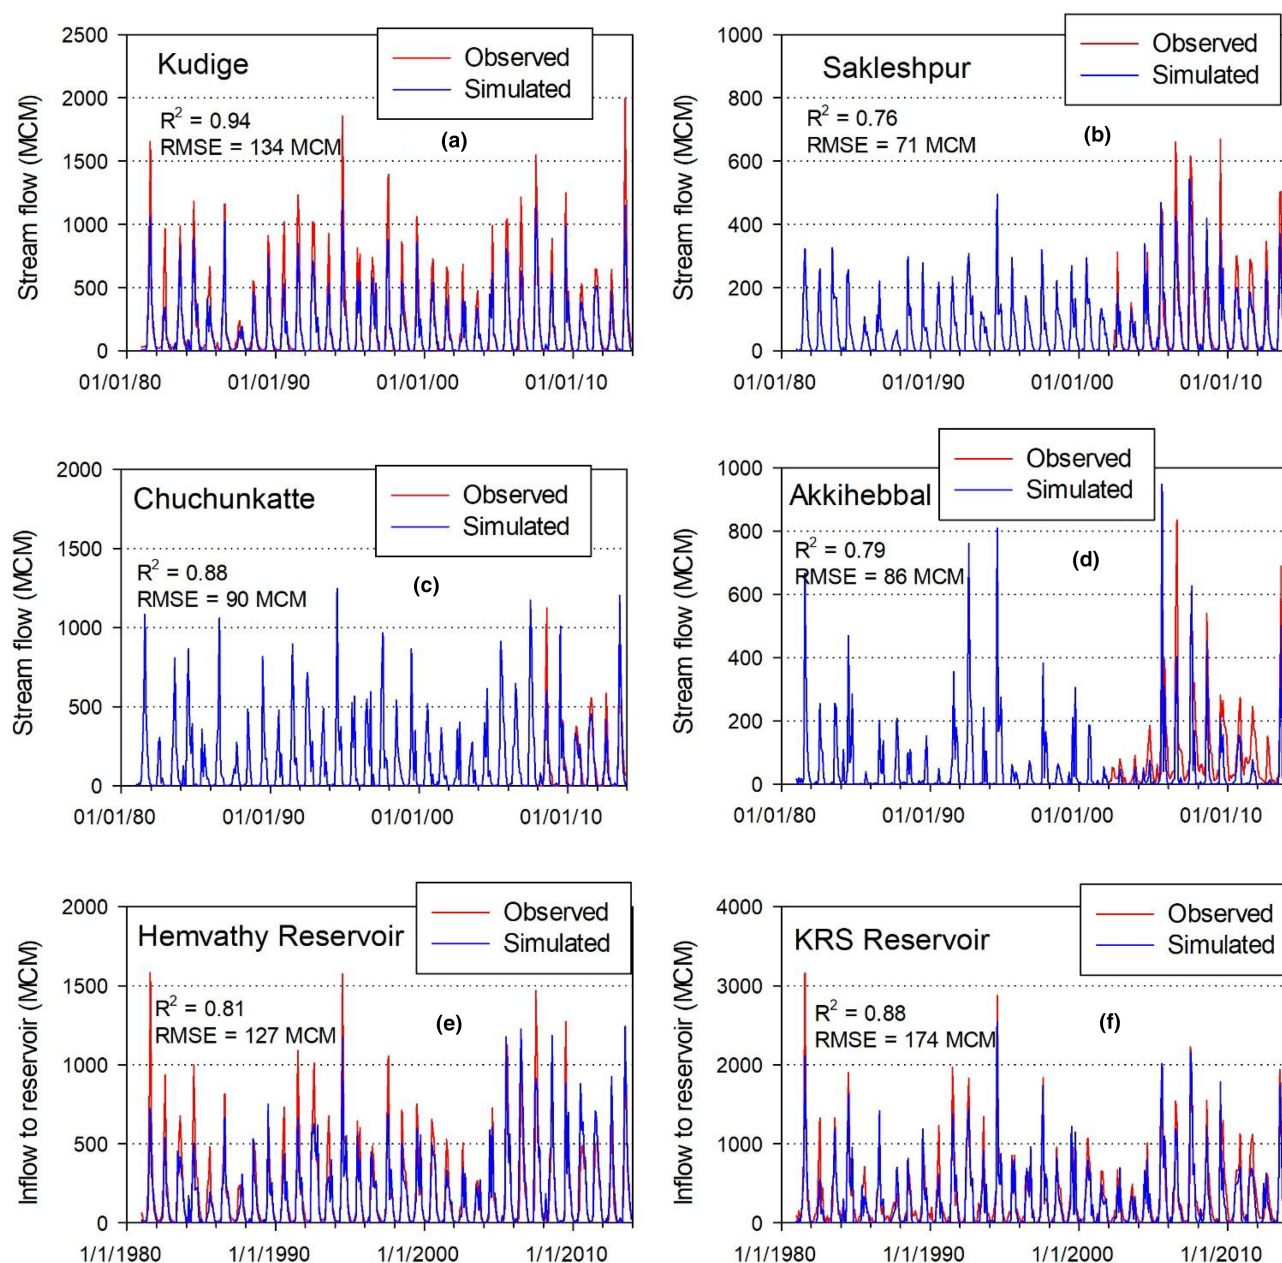 Kudige
Observed
Simulated
R² = 0.94
RMSE = 134 MCM
(a)
Stream flow (MCM)
2500
2000
1500
1000
500
0
01/01/80
01/01/90
01/01/00
01/01/10
Sakleshpur
Observed
Simulated
R² = 0.76
RMSE = 71 MCM
(b)
Stream flow (MCM)
1000
800
600
400
200
0
01/01/80
01/01/90
01/01/00
01/01/10
Chuchunkatte
Observed
Simulated
R² = 0.88
RMSE = 90 MCM
(c)
Stream flow (MCM)
2000
1500
1000
500
0
01/01/80
01/01/90
01/01/00
01/01/10
Akkihebbal
Observed
Simulated
R² = 0.79
RMSE = 86 MCM
(d)
Stream flow (MCM)
1000
800
600
400
200
0
01/01/80
01/01/90
01/01/00
01/01/10
Hemvathy Reservoir
Observed
Simulated
R² = 0.81
RMSE = 127 MCM
(e)
Inflow to reservoir (MCM)
2000
1500
1000
500
0
1/1/1980
1/1/1990
1/1/2000
1/1/2010
KRS Reservoir
Observed
Simulated
R² = 0.88
RMSE = 174 MCM
(f)
Inflow to reservoir (MCM)
4000
3000
2000
1000
0
1/1/1980
1/1/1990
1/1/2000
1/1/2010